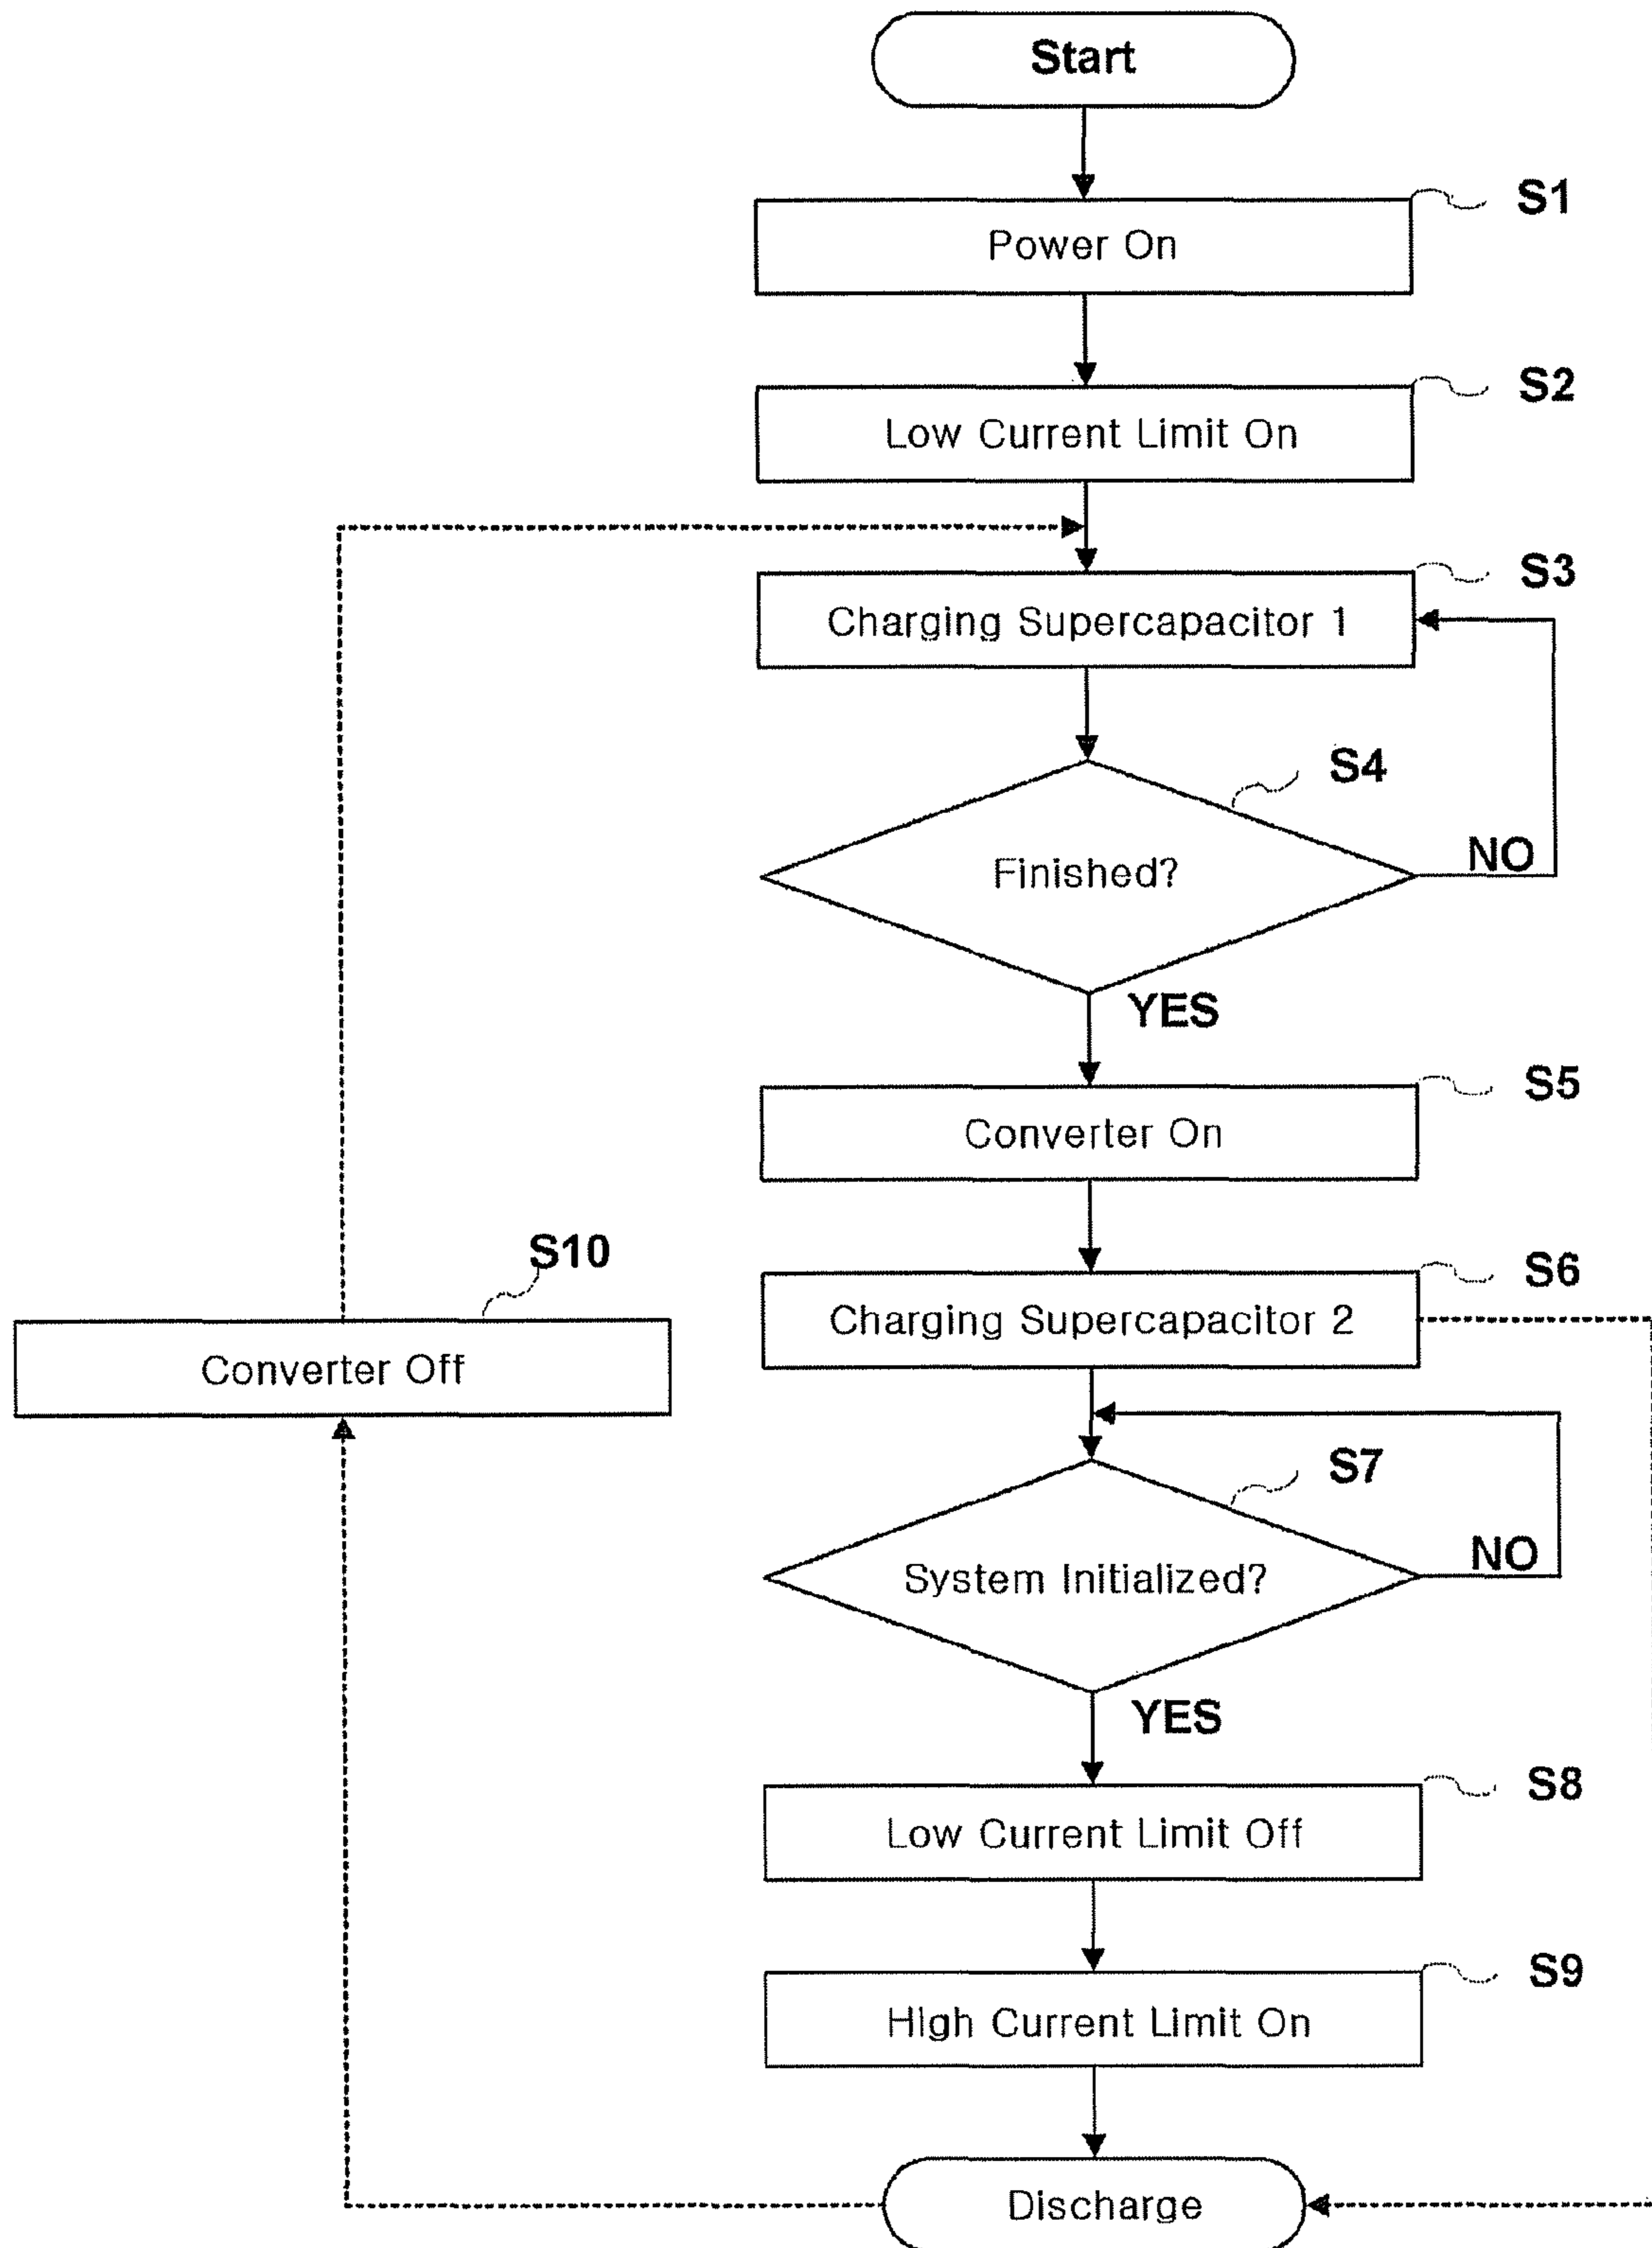 Start
S1
Power On
S2
Low Current Limit On
S3
Charging Supercapacitor 1
S4
Finished?
NO
YES
S5
Converter On
S10
Converter Off
S6
Charging Supercapacitor 2
S7
System Initialized?
NO
YES
S8
Low Current Limit Off
S9
High Current Limit On
Discharge